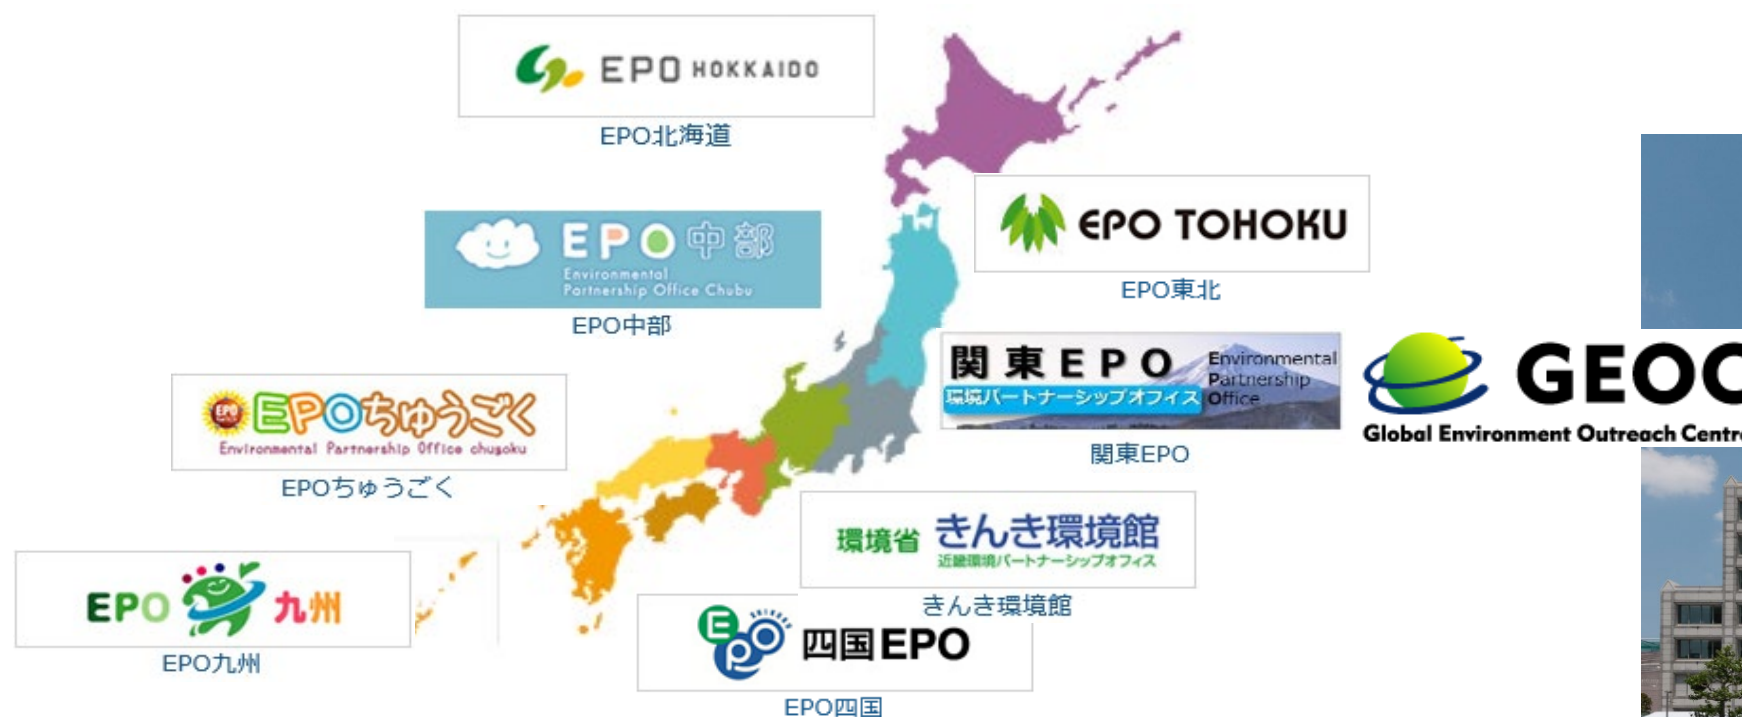 EPO HOKKAIDO
EPO北海道
EPO TOHOKU
EPO東北
EPO中部
Environmental
Partnership Office Chubu
EPO中部
関東EPO
環境パートナーシップオフィス
Environmental
Partnership
Office
関東EPO
GEOC
Global Environment Outreach Centre
EPO
EPOちゅうごく
Environmental Partnership Office chugoku
EPOちゅうごく
環境省 きんき環境館
近畿環境パートナーシップオフィス
きんき環境館
EPO 九州
EPO九州
SHIKOKU
EPO
四国EPO
EPO四国